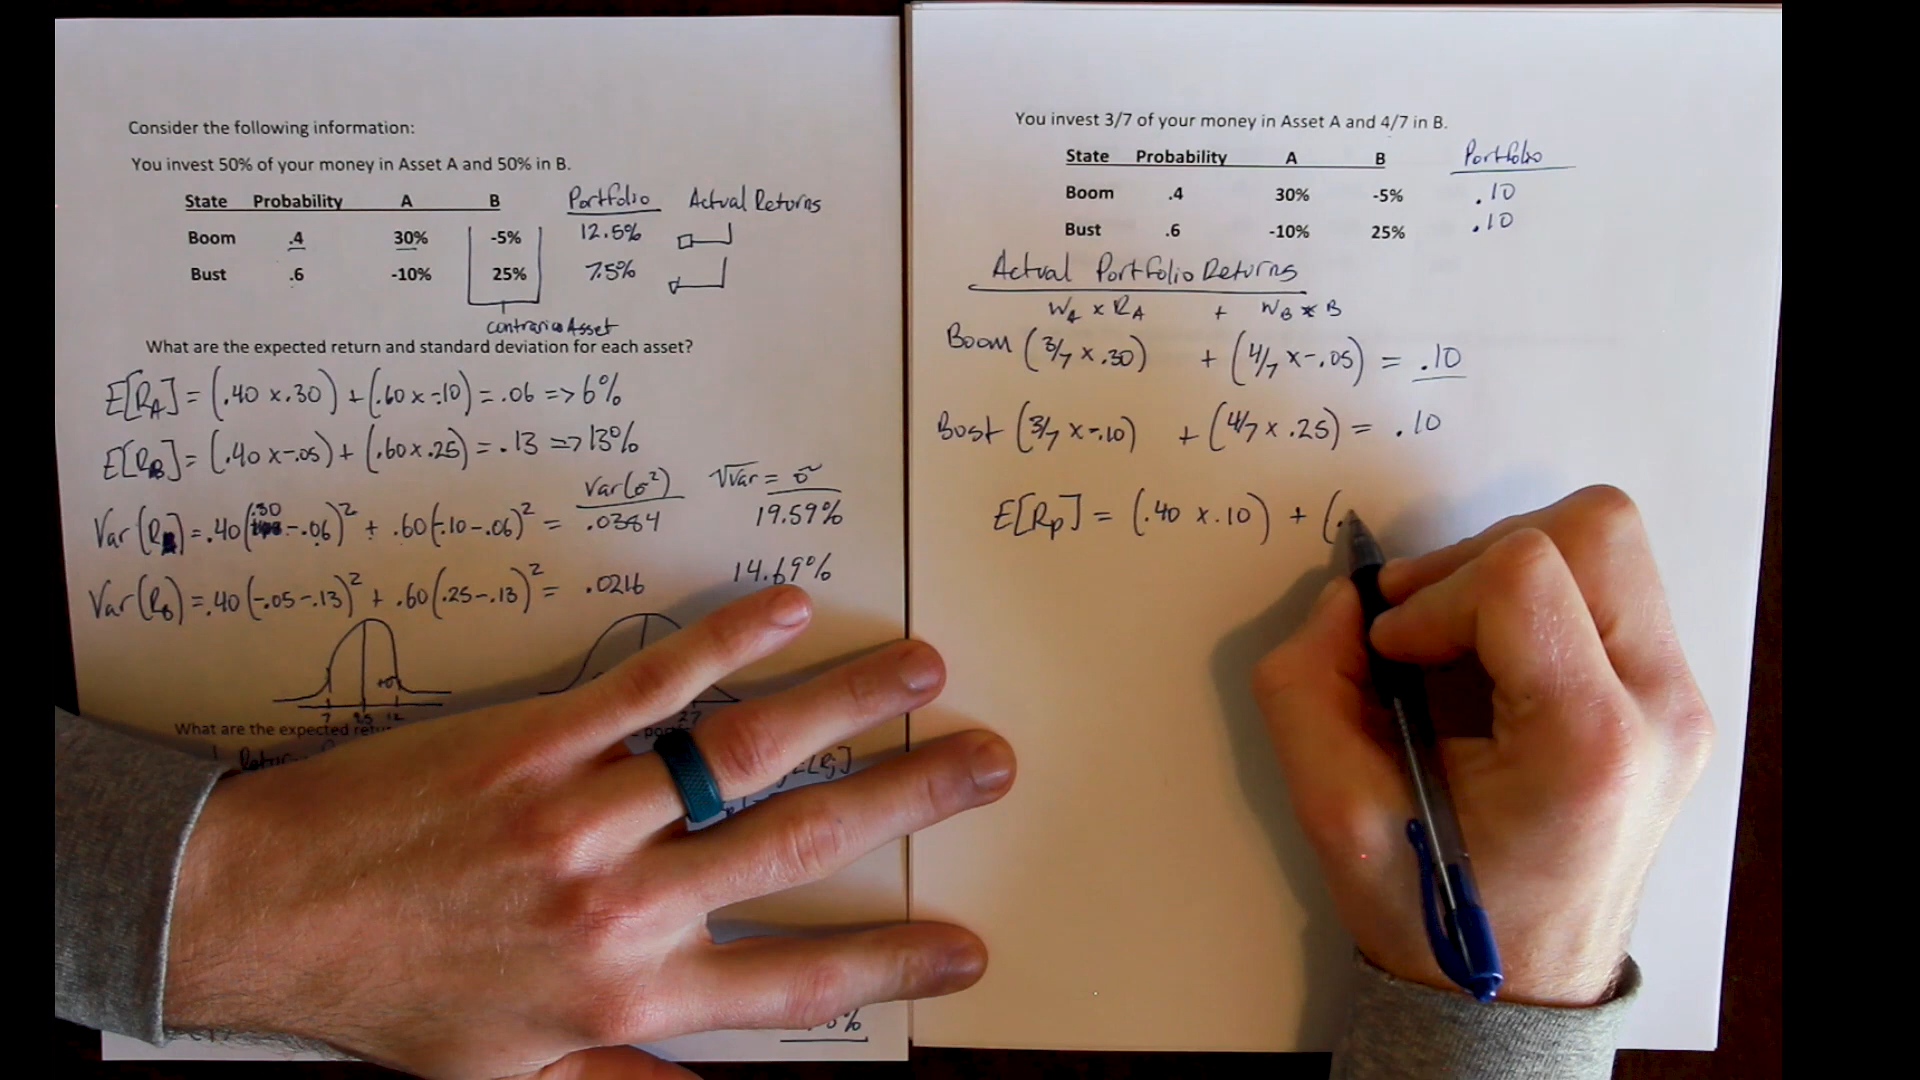 Consider the following information:
You invest 50% of your money in Asset A and 50% in B.
State Probability A B Portfolio Actual Returns
Boom .4 30% -5% 12.5%
Bust .6 -10% 25% 7.5%
contrarian Asset
What are the expected return and standard deviation for each asset?
E[RA] = (.40 x .30) + (.60 x -.10) = .06 => 6%
E[RB] = (.40 x -.05) + (.60 x .25) = .13 => 13%
Var(σ²) √Var = σ
Var(RA) = .40(.30 - .06)² + .60(-.10 - .06)² = .0384 19.59%
Var(RB) = .40(-.05 - .13)² + .60(.25 - .13)² = .0216 14.69%
+σ
7 9.5 12 27
What are the expected
E[Rj]
You invest 3/7 of your money in Asset A and 4/7 in B.
State Probability A B Portfolio
Boom .4 30% -5% .10
Bust .6 -10% 25% .10
Actual Portfolio Returns
WA x RA + WB x B
Boom (3/7 x .30) + (4/7 x -.05) = .10
Bust (3/7 x -.10) + (4/7 x .25) = .10
E[Rp] = (.40 x .10) + (.